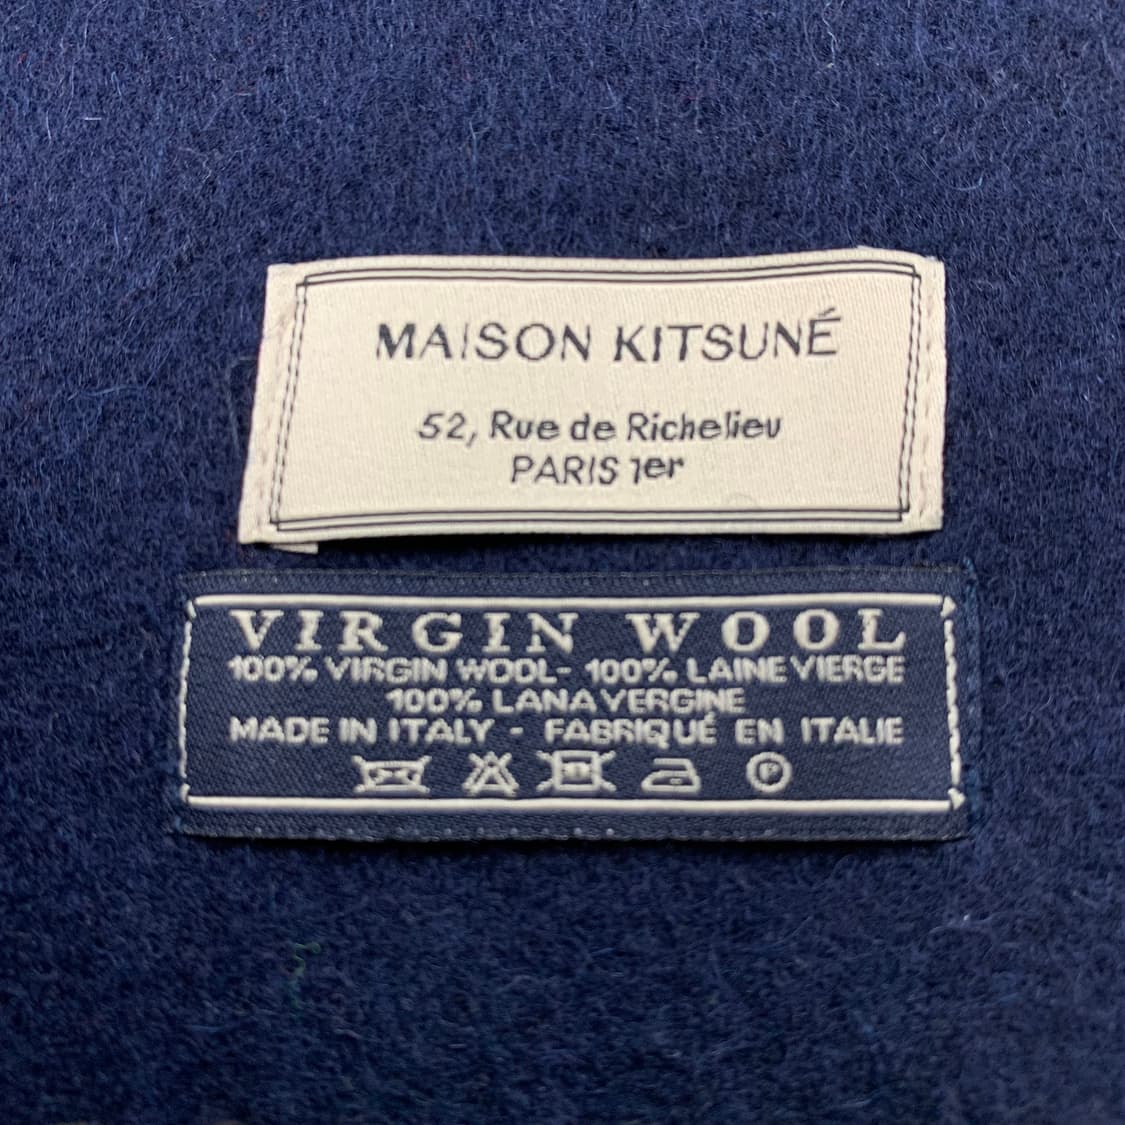 MAISON KITSUNÉ
52, Rue de Richelieu
PARIS 1er
VIRGIN WOOL
100% VIRGIN WOOL- 100% LAINE VIERGE
100% LANA VERGINE
MADE IN ITALY - FABRIQUÉ EN ITALIE
P